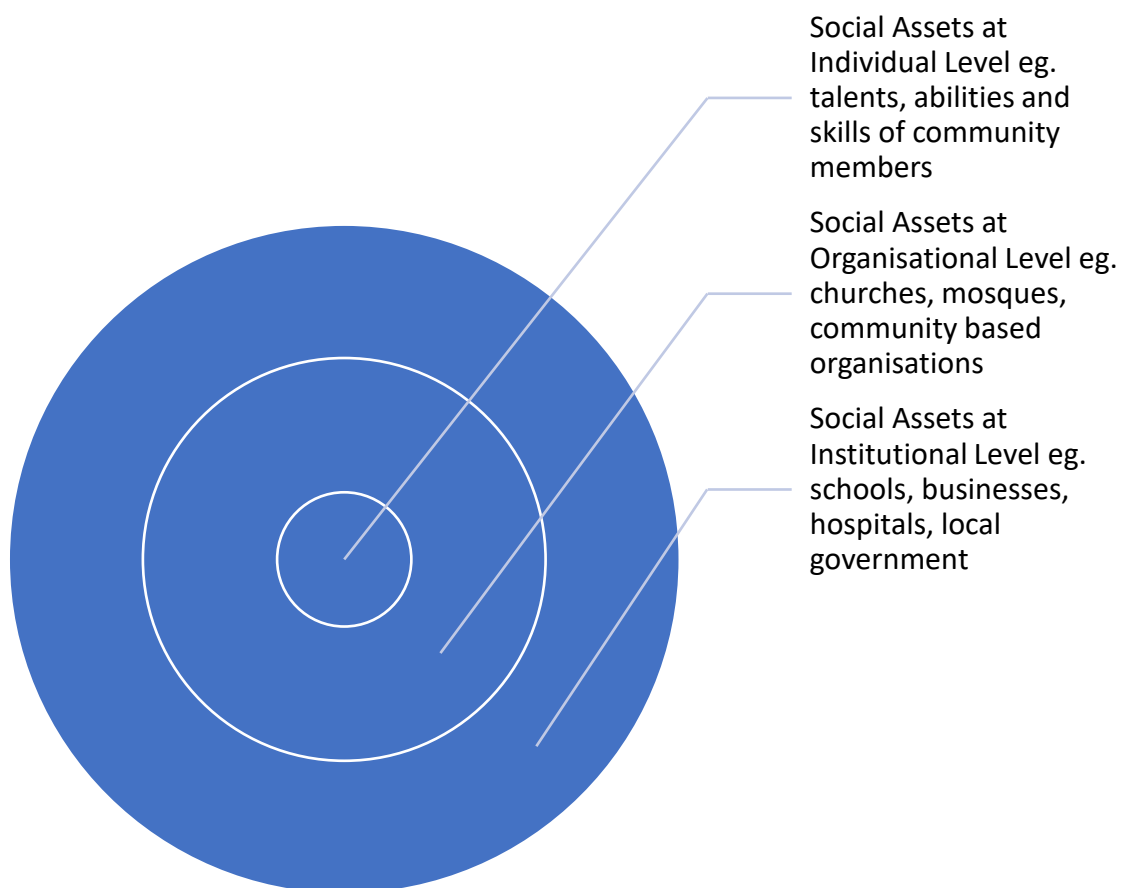 Social Assets at
Individual Level eg.
talents, abilities and
skills of community
members
Social Assets at
Organisational Level eg.
churches, mosques,
community based
organisations
Social Assets at
Institutional Level eg.
schools, businesses,
hospitals, local
government